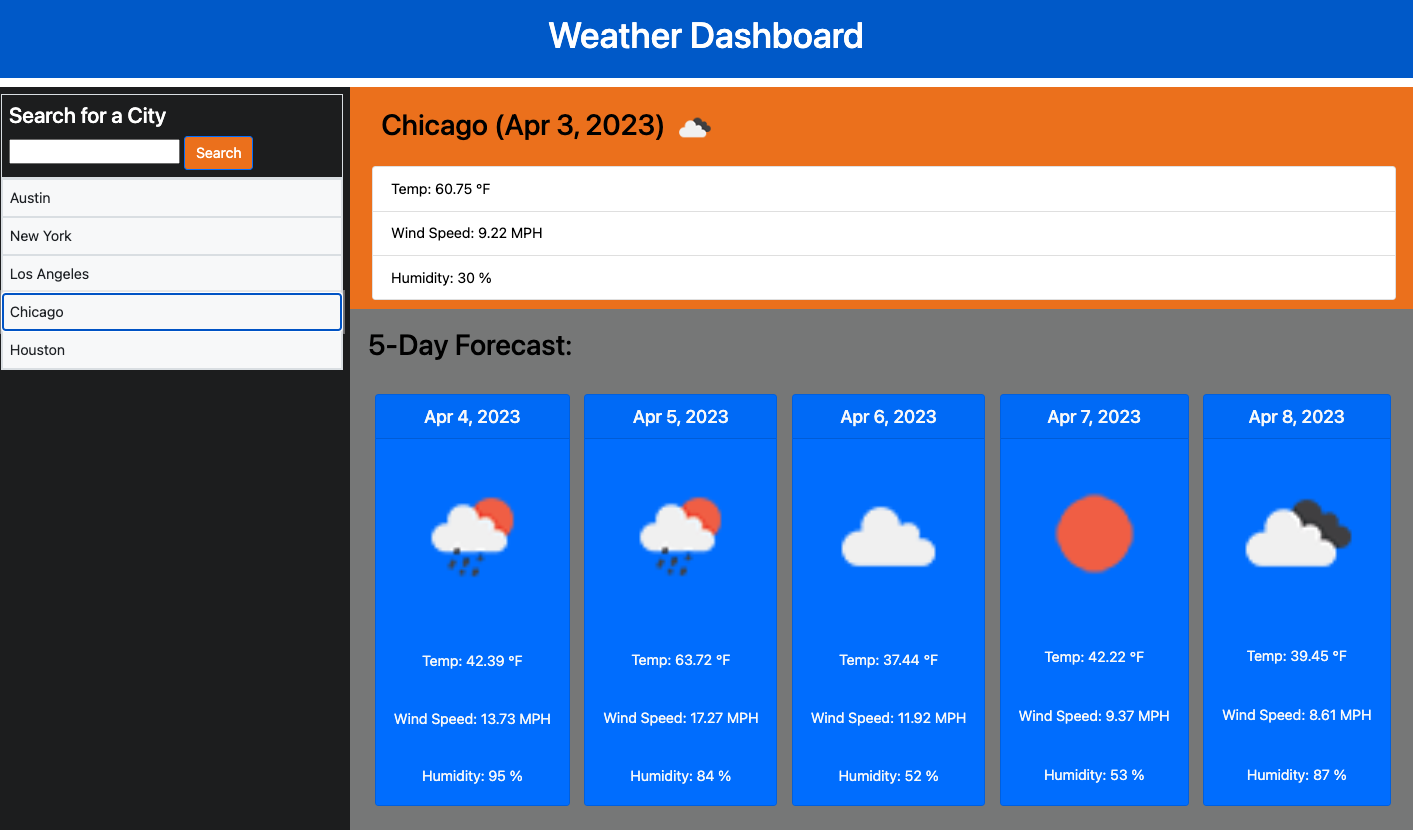 Weather Dashboard
Search for a City
Search
Austin
New York
Los Angeles
Chicago
Houston
Chicago (Apr 3, 2023)
Temp: 60.75 °F
Wind Speed: 9.22 MPH
Humidity: 30 %
5-Day Forecast:
Apr 4, 2023
Temp: 42.39 °F
Wind Speed: 13.73 MPH
Humidity: 95 %
Apr 5, 2023
Temp: 63.72 °F
Wind Speed: 17.27 MPH
Humidity: 84 %
Apr 6, 2023
Temp: 37.44 °F
Wind Speed: 11.92 MPH
Humidity: 52 %
Apr 7, 2023
Temp: 42.22 °F
Wind Speed: 9.37 MPH
Humidity: 53 %
Apr 8, 2023
Temp: 39.45 °F
Wind Speed: 8.61 MPH
Humidity: 87 %